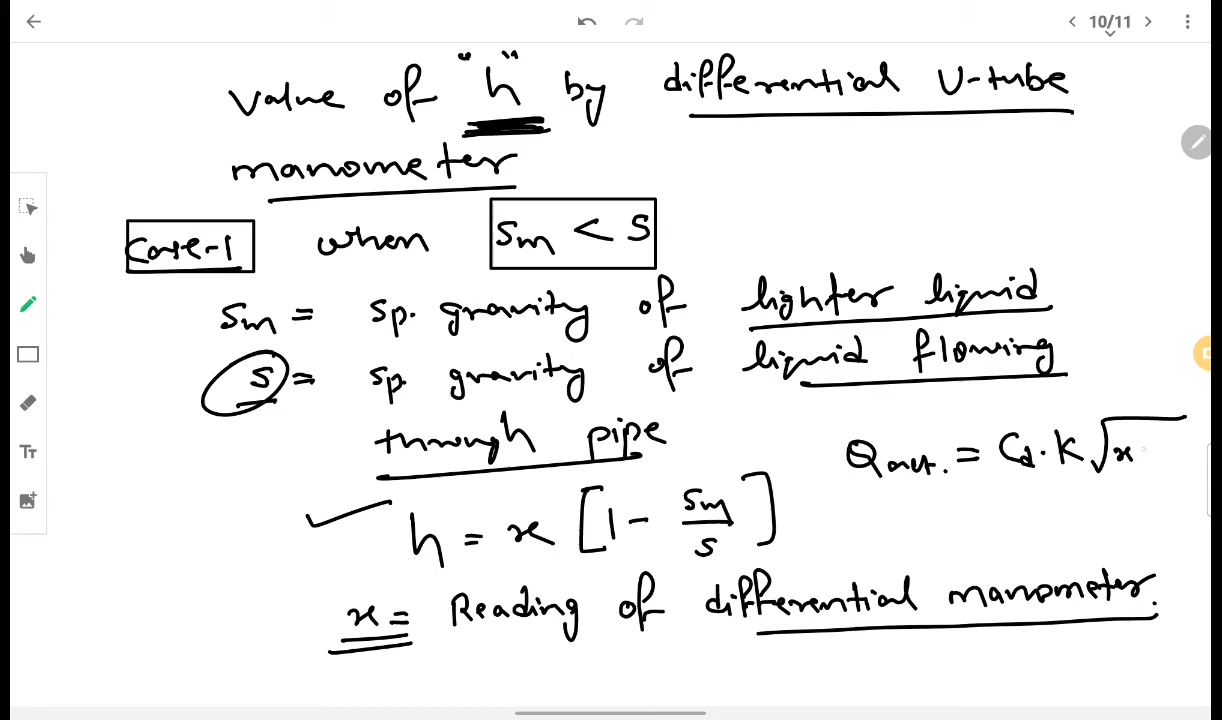 10/11
Value of "h" by differential U-tube
manometer
Case-1 when Sm < S
Sm = sp. gravity of lighter liquid
S = sp. gravity of liquid flowing
through pipe
Qact. = Cd. K √x
h = x [1 - Sm/S]
x = Reading of differential manometer.
Tt